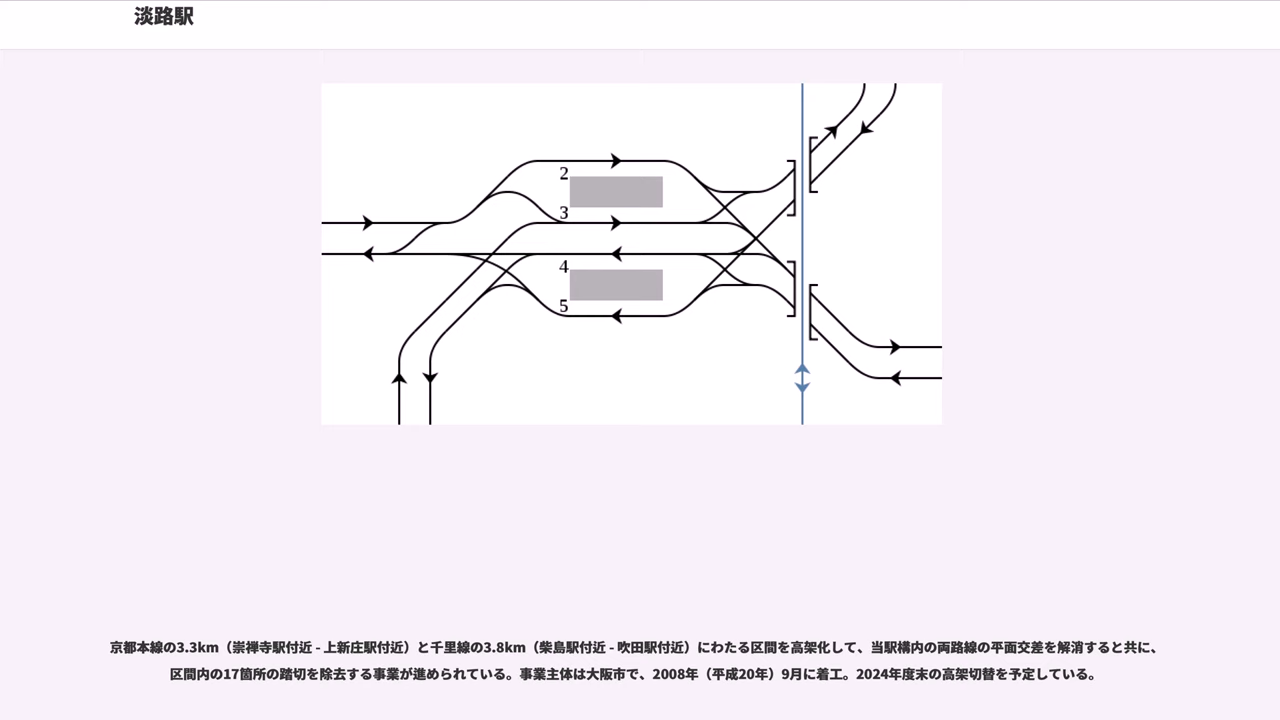 淡路駅
2
3
4
5
京都本線の3.3km（崇禅寺駅付近 - 上新庄駅付近）と千里線の3.8km（柴島駅付近 - 吹田駅付近）にわたる区間を高架化して、当駅構内の両路線の平面交差を解消すると共に、
区間内の17箇所の踏切を除去する事業が進められている。事業主体は大阪市で、2008年（平成20年）9月に着工。2024年度末の高架切替を予定している。